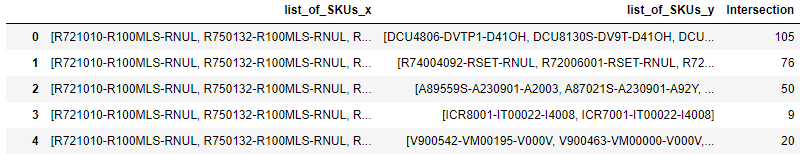 list_of_SKUs_x list_of_SKUs_y Intersection
0 [R721010-R100MLS-RNUL, R750132-R100MLS-RNUL, R... [DCU4806-DVTP1-D41OH, DCU8130S-DV9T-D41OH, DCU... 105
1 [R721010-R100MLS-RNUL, R750132-R100MLS-RNUL, R... [R74004092-RSET-RNUL, R72006001-RSET-RNUL, R72... 76
2 [R721010-R100MLS-RNUL, R750132-R100MLS-RNUL, R... [A89559S-A230901-A2003, A87021S-A230901-A92Y, ... 50
3 [R721010-R100MLS-RNUL, R750132-R100MLS-RNUL, R... [ICR8001-IT00022-I4008, ICR7001-IT00022-I4008] 9
4 [R721010-R100MLS-RNUL, R750132-R100MLS-RNUL, R... [V900542-VM00195-V000V, V900463-VM00000-V000V,... 20